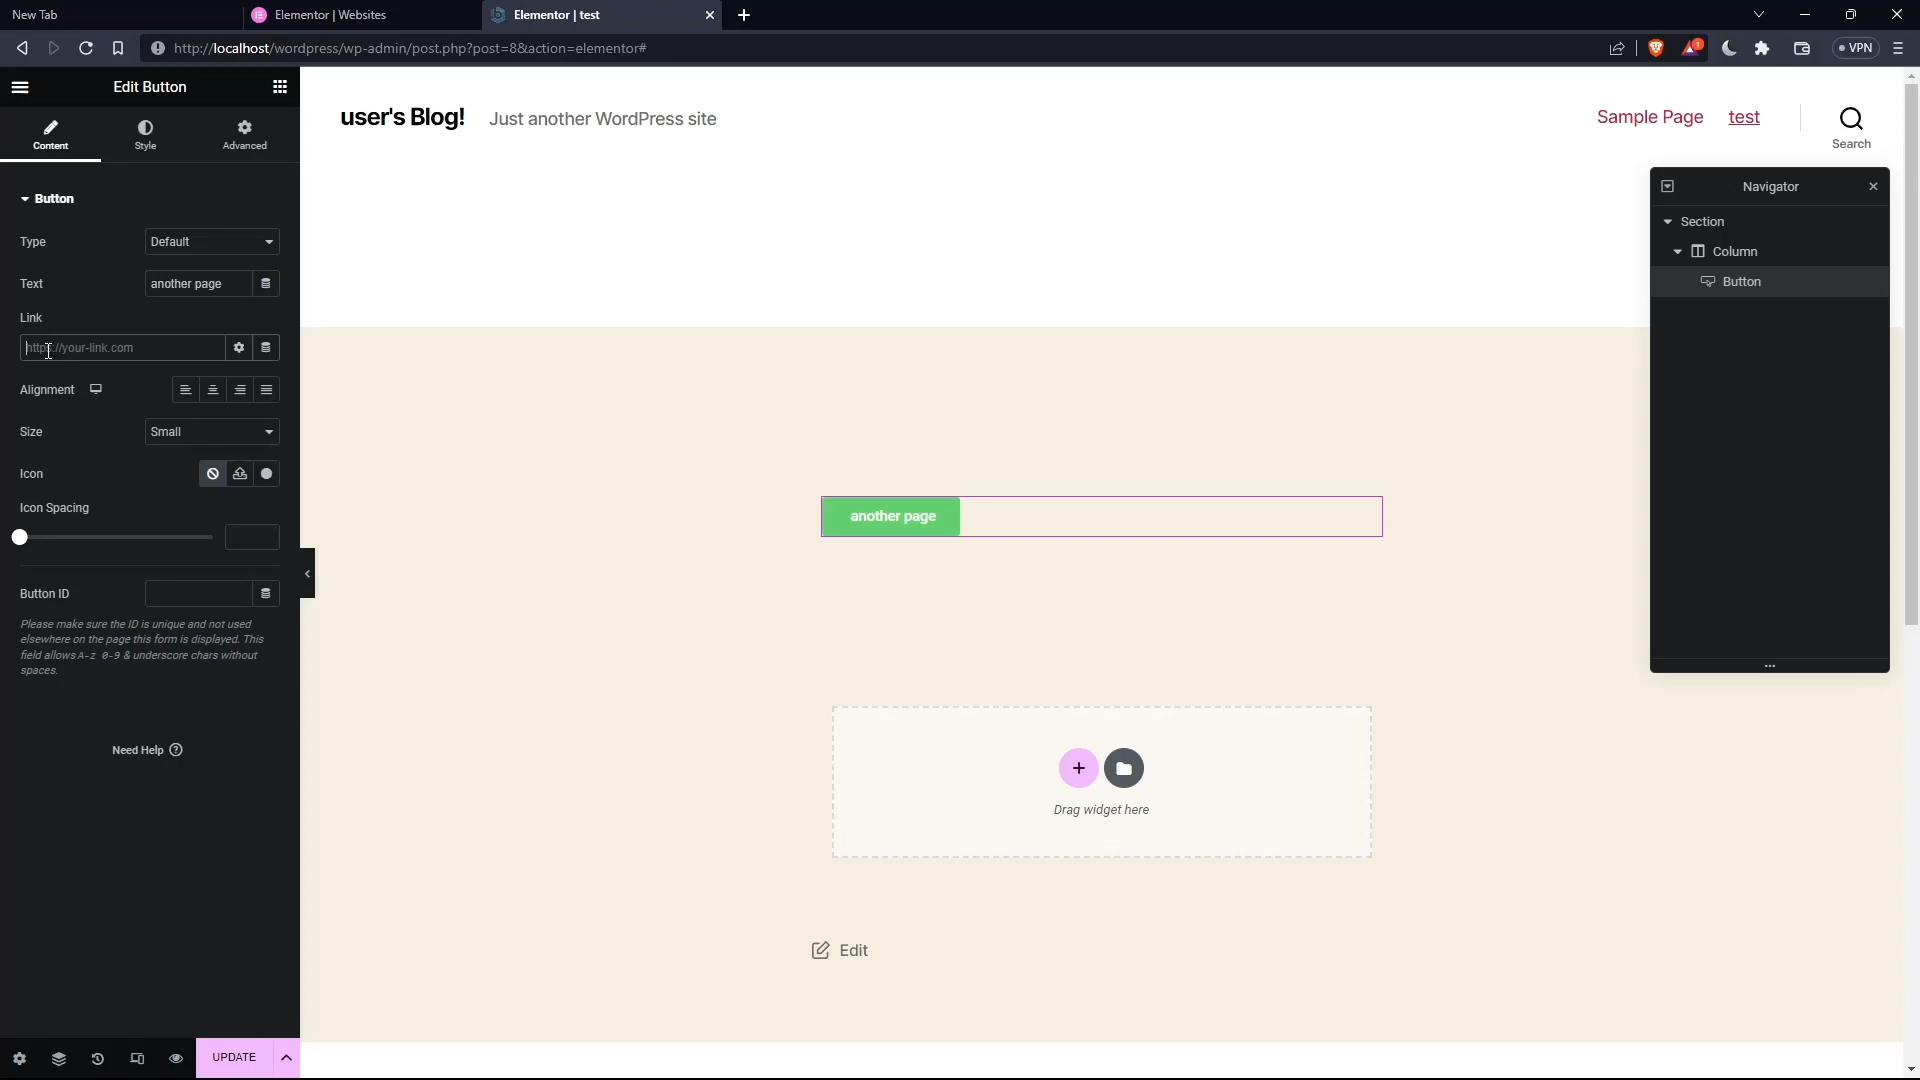 New Tab
Elementor | Websites
Elementor | test
http://localhost/wordpress/wp-admin/post.php?post=8&action=elementor#
1
VPN
Edit Button
Content
Style
Advanced
Button
Type
Default
Text
another page
Link
https://your-link.com
Alignment
Size
Small
Icon
Icon Spacing
Button ID
Please make sure the ID is unique and not used
elsewhere on the page this form is displayed. This
field allows A-z 0-9 & underscore chars without
spaces.
Need Help ?
UPDATE
user's Blog!
Just another WordPress site
Sample Page
test
Search
another page
Drag widget here
Edit
Navigator
Section
Column
Button